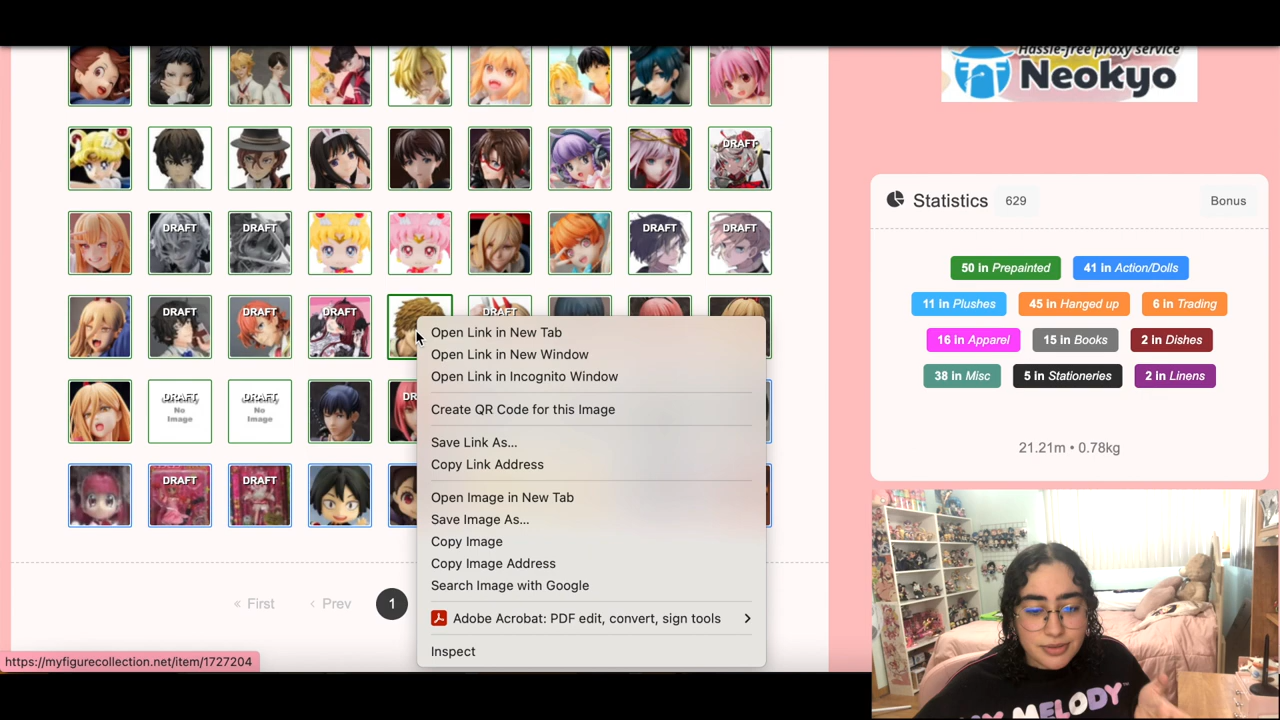 Hassle-free proxy service
Neokyo
DRAFT
DRAFT
DRAFT
DRAFT
DRAFT
Statistics 629 Bonus
50 in Prepainted
41 in Action/Dolls
11 in Plushes
45 in Hanged up
6 in Trading
16 in Apparel
15 in Books
2 in Dishes
38 in Misc
5 in Stationeries
2 in Linens
21.21m • 0.78kg
DRAFT
DRAFT
DRAFT
DRAFT
Open Link in New Tab
Open Link in New Window
Open Link in Incognito Window
Create QR Code for this Image
Save Link As...
Copy Link Address
Open Image in New Tab
Save Image As...
Copy Image
Copy Image Address
Search Image with Google
Adobe Acrobat: PDF edit, convert, sign tools
Inspect
DRAFT
No
Image
DRAFT
No
Image
DR
DRAFT
DRAFT
« First
‹ Prev
1
https://myfigurecollection.net/item/1727204
MY MELODY™